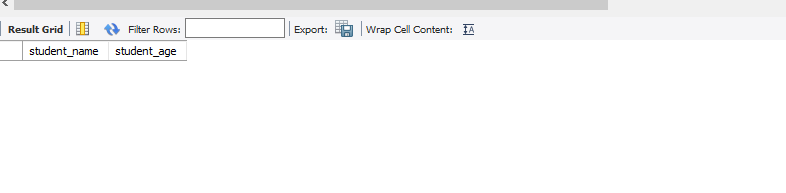 Result Grid Filter Rows: Export: Wrap Cell Content:
student_name student_age